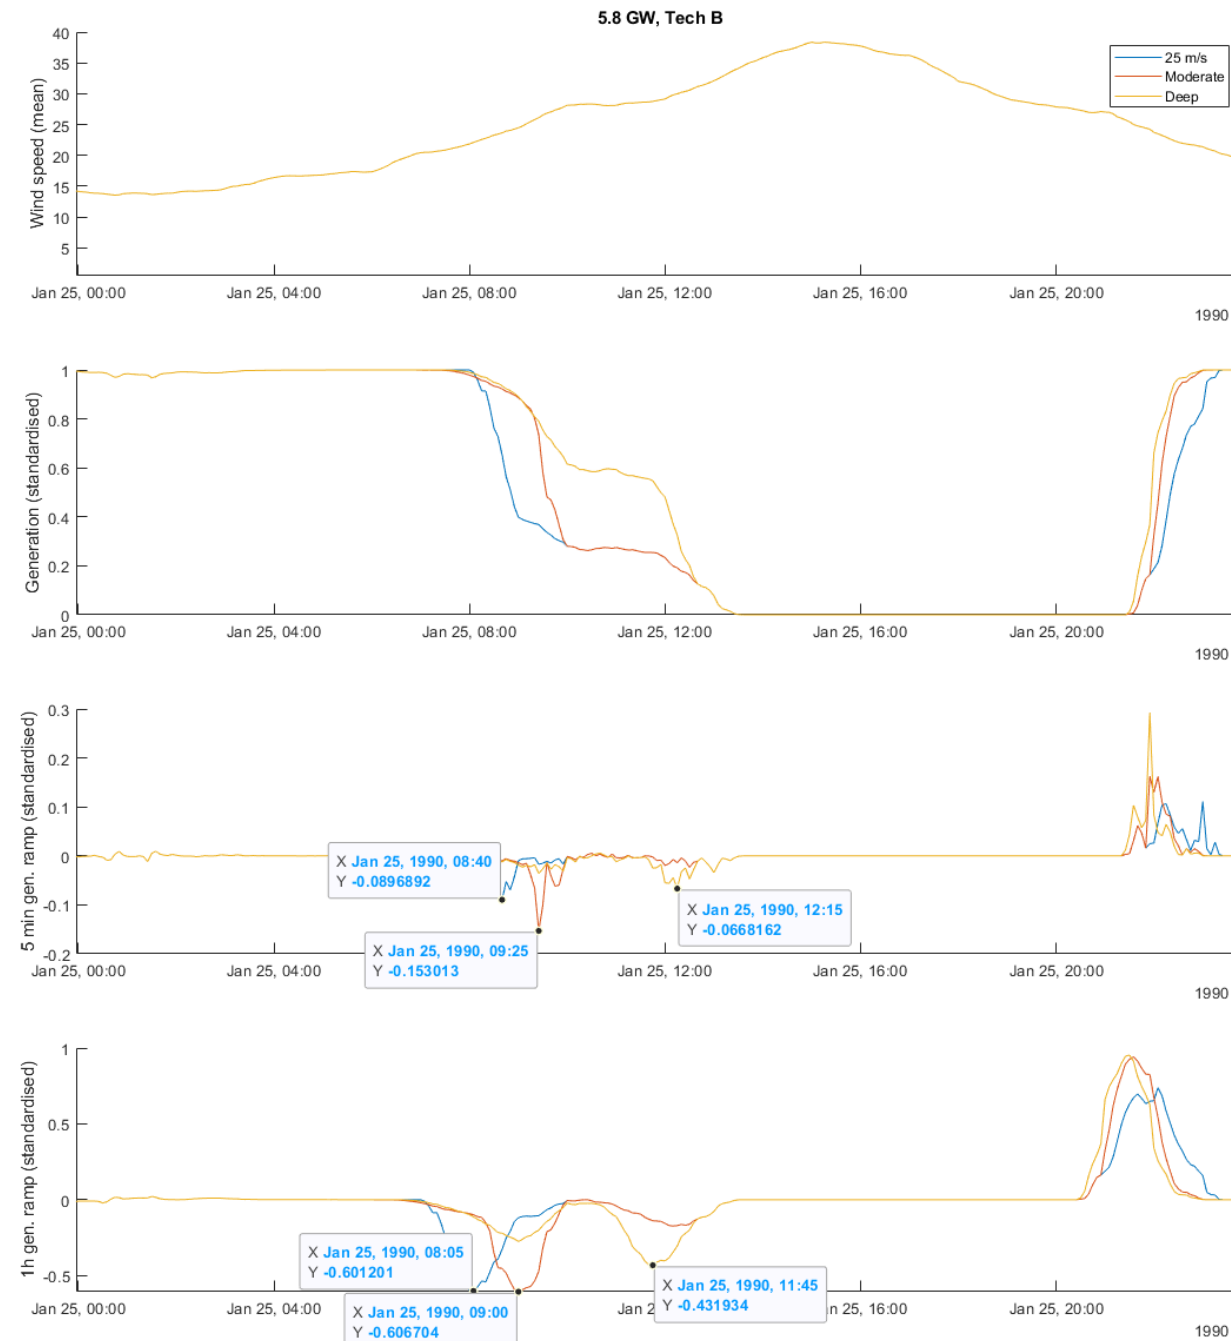 5.8 GW, Tech B
Wind speed (mean)
40
35
30
25
20
15
10
5
25 m/s
Moderate
Deep
Jan 25, 00:00
Jan 25, 04:00
Jan 25, 08:00
Jan 25, 12:00
Jan 25, 16:00
Jan 25, 20:00
1990
Generation (standardised)
1
0.8
0.6
0.4
0.2
0
Jan 25, 00:00
Jan 25, 04:00
Jan 25, 08:00
Jan 25, 12:00
Jan 25, 16:00
Jan 25, 20:00
1990
5 min gen. ramp (standardised)
0.3
0.2
0.1
0
-0.1
-0.2
X Jan 25, 1990, 08:40
Y -0.0896892
X Jan 25, 1990, 09:25
Y -0.153013
X Jan 25, 1990, 12:15
Y -0.0668162
Jan 25, 00:00
Jan 25, 04:00
Jan 25, 12:00
Jan 25, 16:00
Jan 25, 20:00
1990
1h gen. ramp (standardised)
1
0.5
0
-0.5
X Jan 25, 1990, 08:05
Y -0.601201
X Jan 25, 1990, 09:00
Y -0.606704
X Jan 25, 1990, 11:45
Y -0.431934
Jan 25, 00:00
Jan 25, 04:00
Jan 2
25, 16:00
Jan 25, 20:00
1990